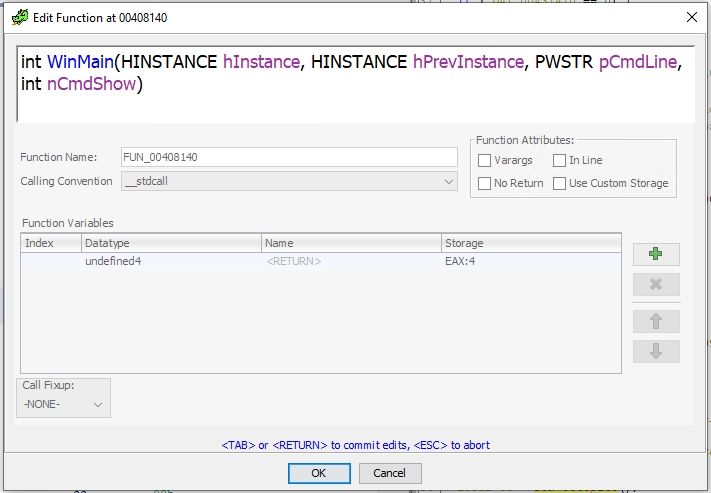 Edit Function at 00408140
int WinMain(HINSTANCE hInstance, HINSTANCE hPrevInstance, PWSTR pCmdLine,
int nCmdShow)
Function Name: FUN_00408140
Calling Convention __stdcall
Function Attributes:
Varargs In Line
No Return Use Custom Storage
Function Variables
Index Datatype Name Storage
undefined4 <RETURN> EAX:4
Call Fixup:
-NONE-
<TAB> or <RETURN> to commit edits, <ESC> to abort
OK Cancel